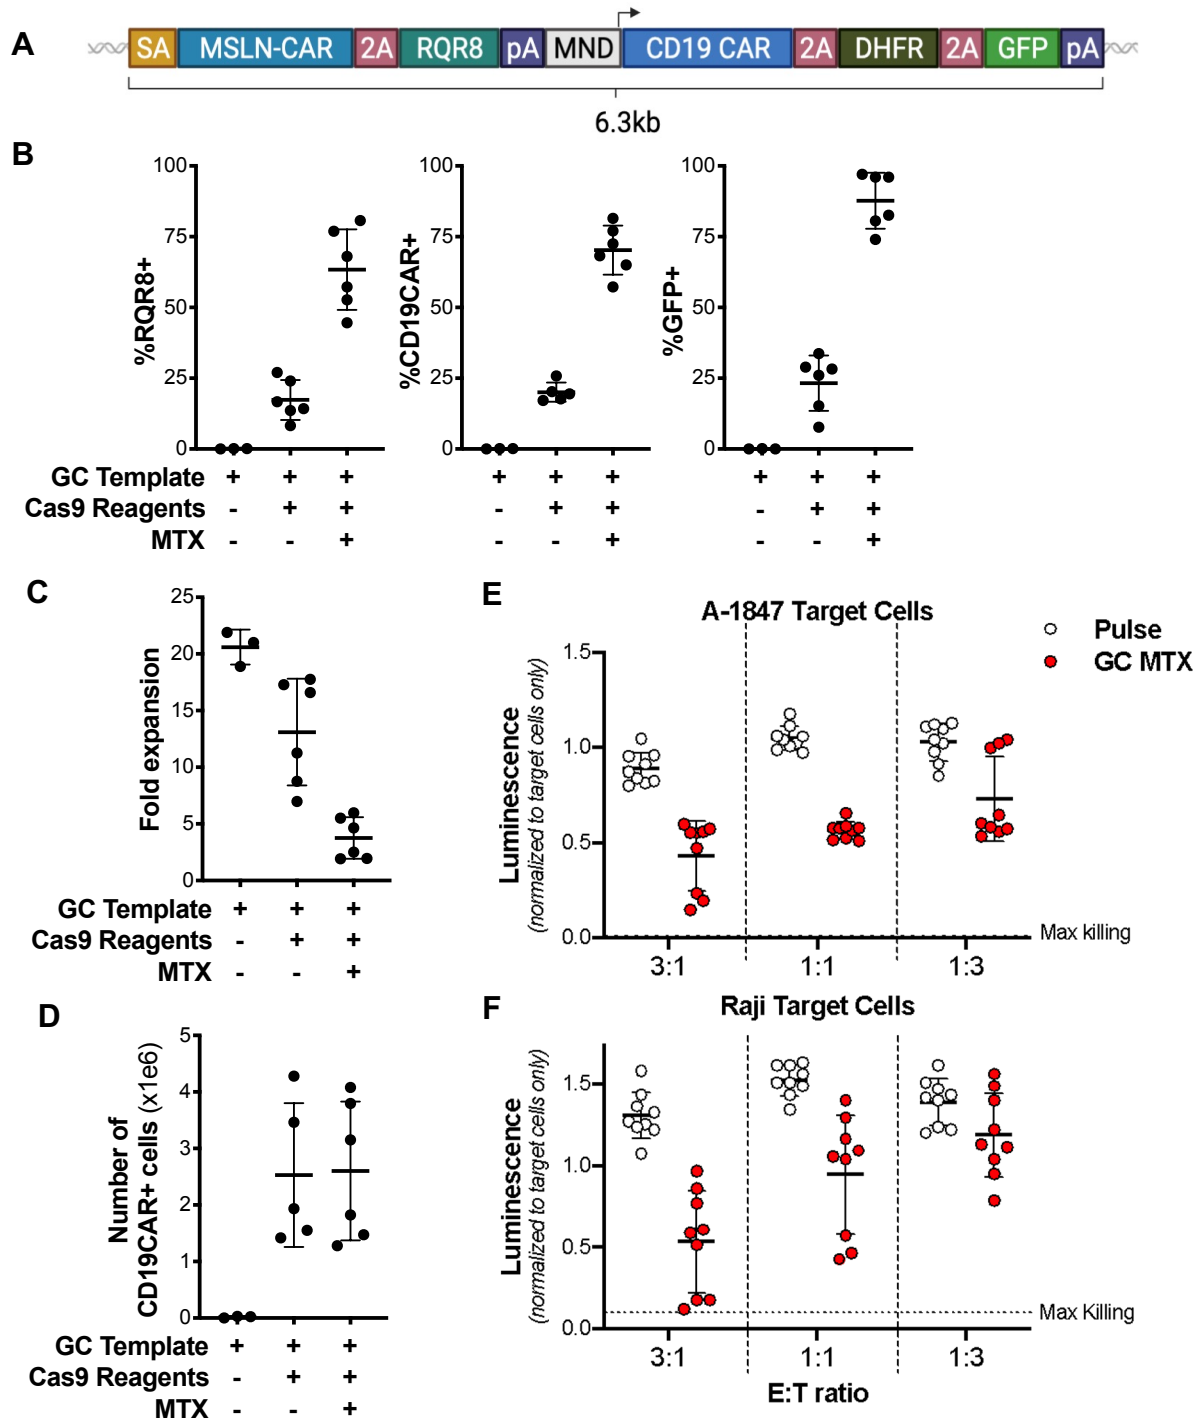 A
SA MSLN-CAR 2A RQR8 pA MND CD19 CAR 2A DHFR 2A GFP pA
6.3kb
B
%RQR8+
100
75
50
25
0
%CD19CAR+
100
75
50
25
0
%GFP+
100
75
50
25
0
GC Template + + + + + + + + +
Cas9 Reagents - + + - + + - + +
MTX - - + - - + - - +
C
Fold expansion
25
20
15
10
5
0
GC Template + + +
Cas9 Reagents - + +
MTX - - +
D
Number of
CD19CAR+ cells (x1e6)
5
4
3
2
1
0
GC Template + + +
Cas9 Reagents - + +
MTX - - +
E
A-1847 Target Cells
Pulse
GC MTX
Luminescence
(normalized to target cells only)
1.5
1.0
0.5
0.0
Max killing
3:1 1:1 1:3
F
Raji Target Cells
Luminescence
(normalized to target cells only)
1.5
1.0
0.5
0.0
Max Killing
3:1 1:1 1:3
E:T ratio